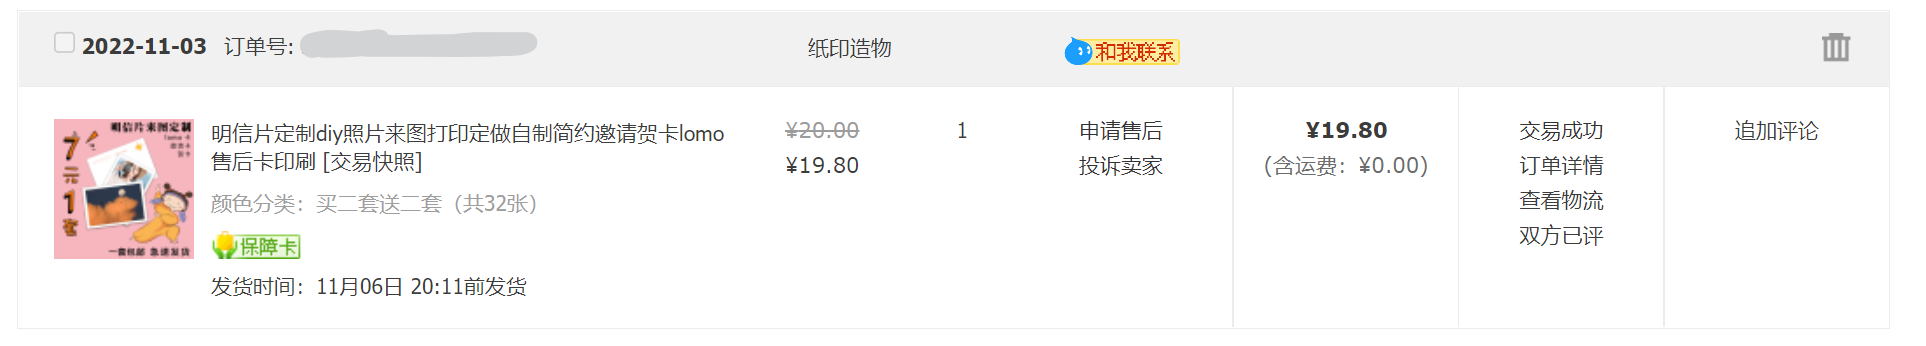 2022-11-03 订单号:
纸印造物
和我联系
明信片来图定制
lomo 卡
贺卡
7元1套
一套包邮 急速发货
明信片定制diy照片来图打印定做自制简约邀请贺卡lomo
售后卡印刷 [交易快照]
颜色分类：买二套送二套（共32张）
保障卡
发货时间：11月06日 20:11前发货
¥20.00
¥19.80
1
申请售后
投诉卖家
¥19.80
(含运费：¥0.00)
交易成功
订单详情
查看物流
双方已评
追加评论